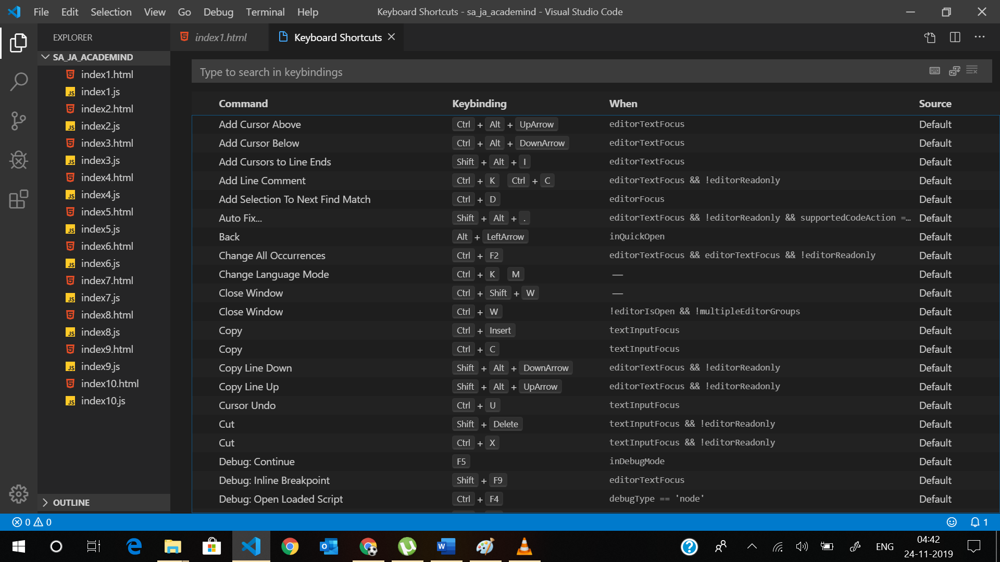 File Edit Selection View Go Debug Terminal Help Keyboard Shortcuts - sa_ja_academind - Visual Studio Code
EXPLORER
SA_JA_ACADEMIND
index1.html
index1.js
index2.html
index2.js
index3.html
index3.js
index4.html
index4.js
index5.html
index5.js
index6.html
index6.js
index7.html
index7.js
index8.html
index8.js
index9.html
index9.js
index10.html
index10.js
OUTLINE
index1.html Keyboard Shortcuts
Type to search in keybindings
Command Keybinding When Source
Add Cursor Above Ctrl + Alt + UpArrow editorTextFocus Default
Add Cursor Below Ctrl + Alt + DownArrow editorTextFocus Default
Add Cursors to Line Ends Shift + Alt + I editorTextFocus Default
Add Line Comment Ctrl + K Ctrl + C editorTextFocus && !editorReadonly Default
Add Selection To Next Find Match Ctrl + D editorFocus Default
Auto Fix... Shift + Alt + . editorTextFocus && !editorReadonly && supportedCodeAction =... Default
Back Alt + LeftArrow inQuickOpen Default
Change All Occurrences Ctrl + F2 editorTextFocus && editorTextFocus && !editorReadonly Default
Change Language Mode Ctrl + K M — Default
Close Window Ctrl + Shift + W — Default
Close Window Ctrl + W !editorIsOpen && !multipleEditorGroups Default
Copy Ctrl + Insert textInputFocus Default
Copy Ctrl + C textInputFocus Default
Copy Line Down Shift + Alt + DownArrow editorTextFocus && !editorReadonly Default
Copy Line Up Shift + Alt + UpArrow editorTextFocus && !editorReadonly Default
Cursor Undo Ctrl + U textInputFocus Default
Cut Shift + Delete textInputFocus && !editorReadonly Default
Cut Ctrl + X textInputFocus && !editorReadonly Default
Debug: Continue F5 inDebugMode Default
Debug: Inline Breakpoint Shift + F9 editorTextFocus Default
Debug: Open Loaded Script Ctrl + F4 debugType == 'node' Default
0 0 1
ENG 04:42
24-11-2019